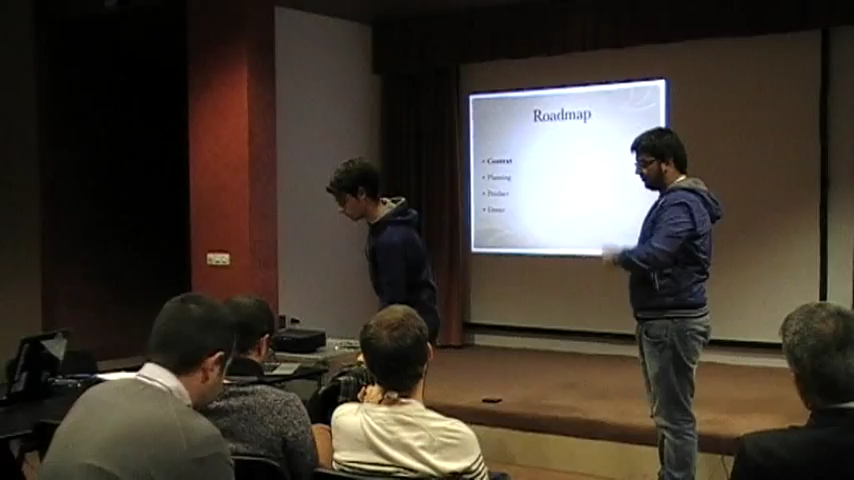 Roadmap
• Context
• Planning
• Product
• Demo